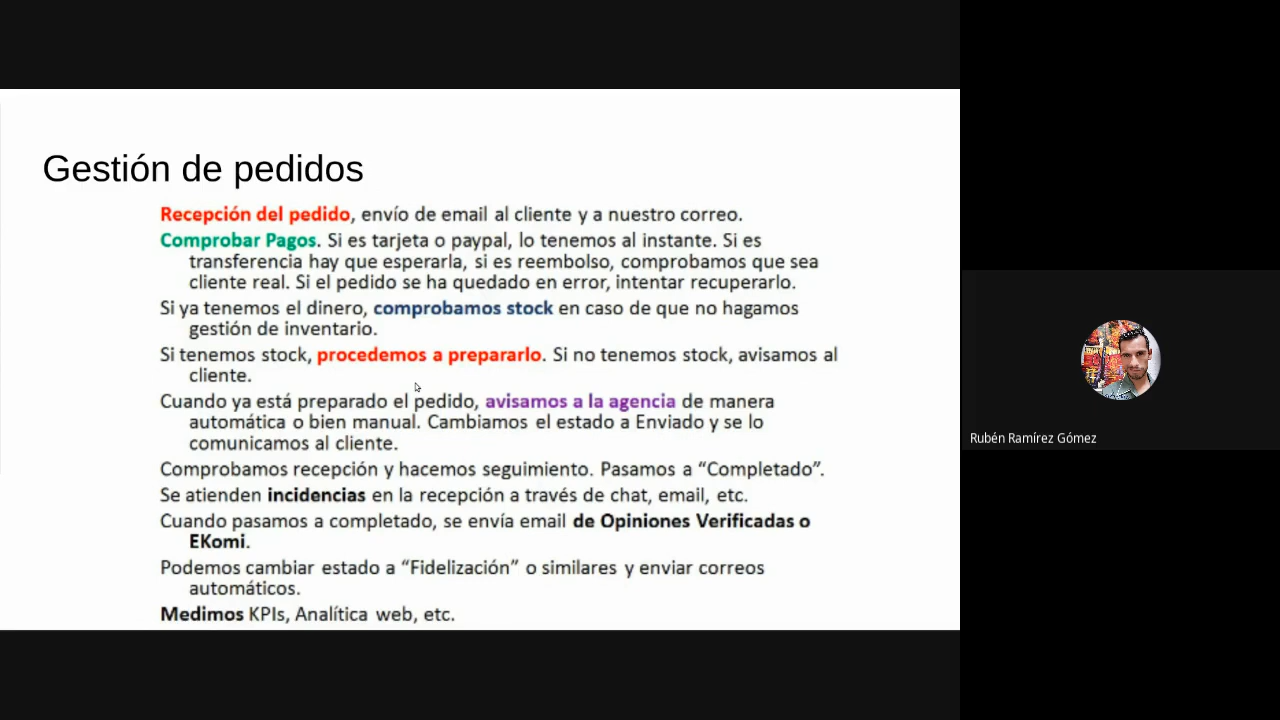 Gestión de pedidos
Recepción del pedido, envío de email al cliente y a nuestro correo.
Comprobar Pagos. Si es tarjeta o paypal, lo tenemos al instante. Si es
transferencia hay que esperarla, si es reembolso, comprobamos que sea
cliente real. Si el pedido se ha quedado en error, intentar recuperarlo.
Si ya tenemos el dinero, comprobamos stock en caso de que no hagamos
gestión de inventario.
Si tenemos stock, procedemos a prepararlo. Si no tenemos stock, avisamos al
cliente.
Cuando ya está preparado el pedido, avisamos a la agencia de manera
automática o bien manual. Cambiamos el estado a Enviado y se lo
comunicamos al cliente.
Comprobamos recepción y hacemos seguimiento. Pasamos a “Completado”.
Se atienden incidencias en la recepción a través de chat, email, etc.
Cuando pasamos a completado, se envía email de Opiniones Verificadas o
EKomi.
Podemos cambiar estado a “Fidelización” o similares y enviar correos
automáticos.
Medimos KPIs, Analítica web, etc.
Rubén Ramírez Gómez